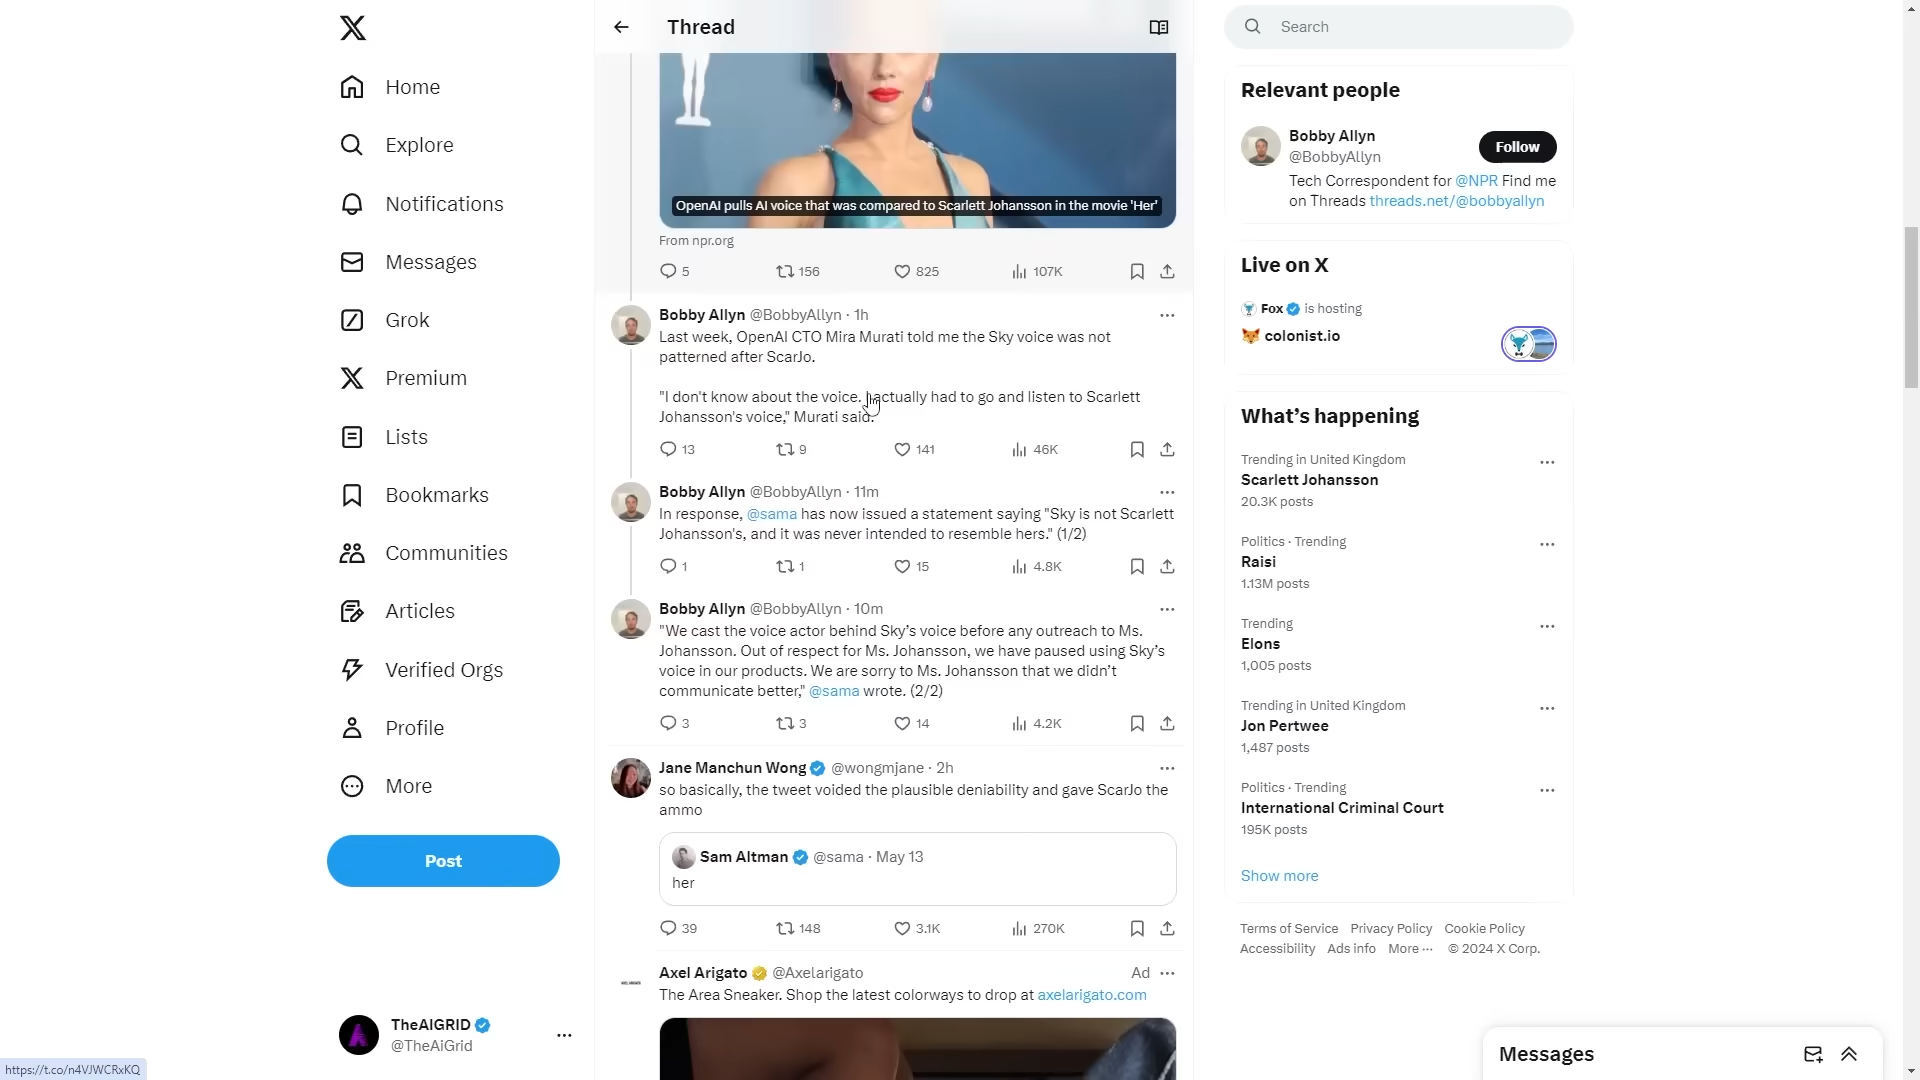 Home
Explore
Notifications
Messages
Grok
Premium
Lists
Bookmarks
Communities
Articles
Verified Orgs
Profile
More
Post
TheAIGRID
@TheAiGrid
https://t.co/n4VJWCRxKQ
Thread
OpenAI pulls AI voice that was compared to Scarlett Johansson in the movie 'Her'
From npr.org
5 156 825 107K
Bobby Allyn @BobbyAllyn · 1h
Last week, OpenAI CTO Mira Murati told me the Sky voice was not
patterned after ScarJo.
"I don't know about the voice. I actually had to go and listen to Scarlett
Johansson's voice," Murati said.
13 9 141 46K
Bobby Allyn @BobbyAllyn · 11m
In response, @sama has now issued a statement saying "Sky is not Scarlett
Johansson's, and it was never intended to resemble hers." (1/2)
1 1 15 4.8K
Bobby Allyn @BobbyAllyn · 10m
"We cast the voice actor behind Sky’s voice before any outreach to Ms.
Johansson. Out of respect for Ms. Johansson, we have paused using Sky’s
voice in our products. We are sorry to Ms. Johansson that we didn’t
communicate better," @sama wrote. (2/2)
3 3 14 4.2K
Jane Manchun Wong @wongmjane · 2h
so basically, the tweet voided the plausible deniability and gave ScarJo the
ammo
Sam Altman @sama · May 13
her
39 148 3.1K 270K
Axel Arigato @Axelarigato Ad
The Area Sneaker. Shop the latest colorways to drop at axelarigato.com
Search
Relevant people
Bobby Allyn
@BobbyAllyn
Follow
Tech Correspondent for @NPR Find me
on Threads threads.net/@bobbyallyn
Live on X
Fox is hosting
colonist.io
What’s happening
Trending in United Kingdom
Scarlett Johansson
20.3K posts
Politics · Trending
Raisi
1.13M posts
Trending
Elons
1,005 posts
Trending in United Kingdom
Jon Pertwee
1,487 posts
Politics · Trending
International Criminal Court
195K posts
Show more
Terms of Service Privacy Policy Cookie Policy
Accessibility Ads info More ··· © 2024 X Corp.
Messages